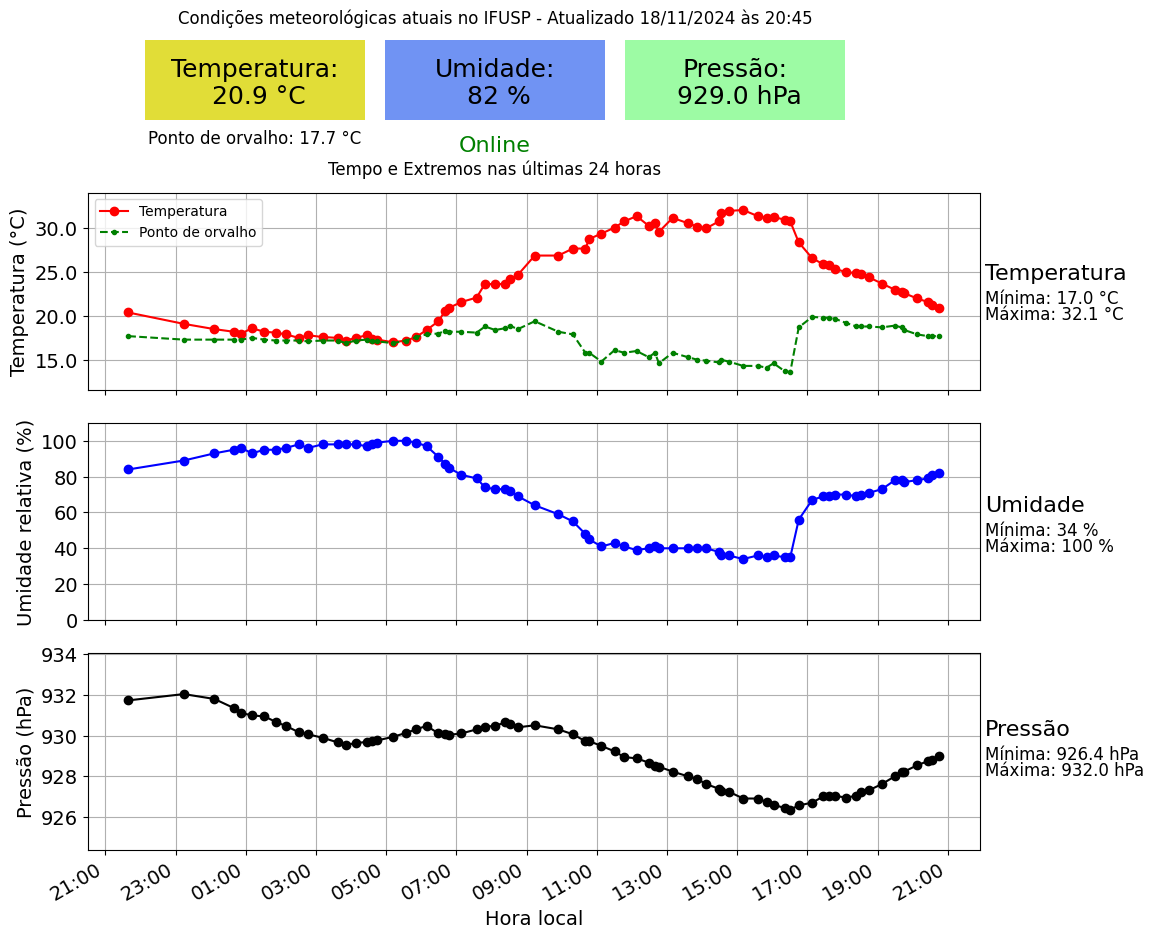 Condições meteorológicas atuais no IFUSP - Atualizado 18/11/2024 às 20:45
Temperatura:
20.9 °C
Umidade:
82 %
Pressão:
929.0 hPa
Ponto de orvalho: 17.7 °C
Online
Tempo e Extremos nas últimas 24 horas
Temperatura (°C)
30.0
25.0
20.0
15.0
Temperatura
Ponto de orvalho
Temperatura
Mínima: 17.0 °C
Máxima: 32.1 °C
Umidade relativa (%)
100
80
60
40
20
0
Umidade
Mínima: 34 %
Máxima: 100 %
Pressão (hPa)
934
932
930
928
926
Pressão
Mínima: 926.4 hPa
Máxima: 932.0 hPa
21:00 23:00 01:00 03:00 05:00 07:00 09:00 11:00 13:00 15:00 17:00 19:00 21:00
Hora local